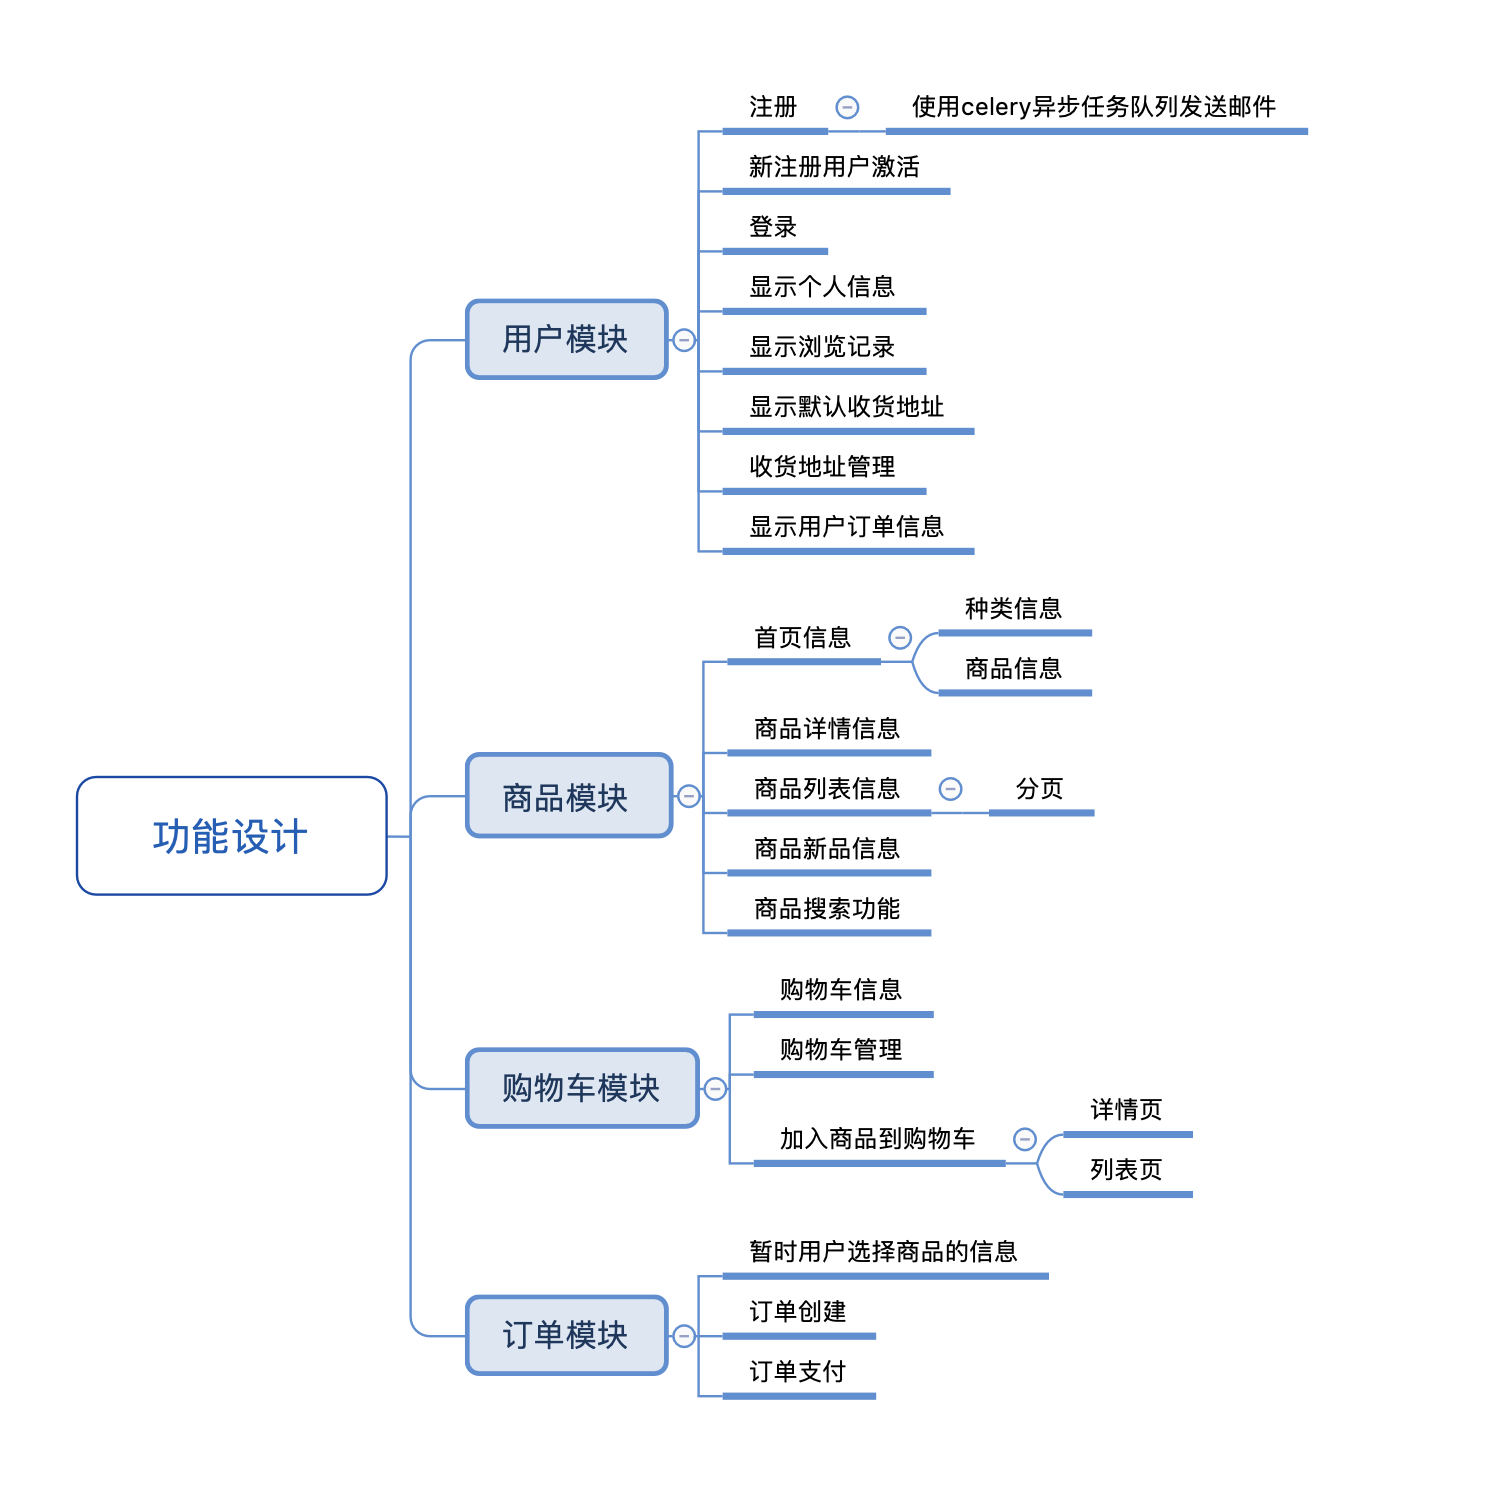 功能设计
用户模块
注册
使用celery异步任务队列发送邮件
新注册用户激活
登录
显示个人信息
显示浏览记录
显示默认收货地址
收货地址管理
显示用户订单信息
商品模块
首页信息
种类信息
商品信息
商品详情信息
商品列表信息
分页
商品新品信息
商品搜索功能
购物车模块
购物车信息
购物车管理
加入商品到购物车
详情页
列表页
订单模块
暂时用户选择商品的信息
订单创建
订单支付